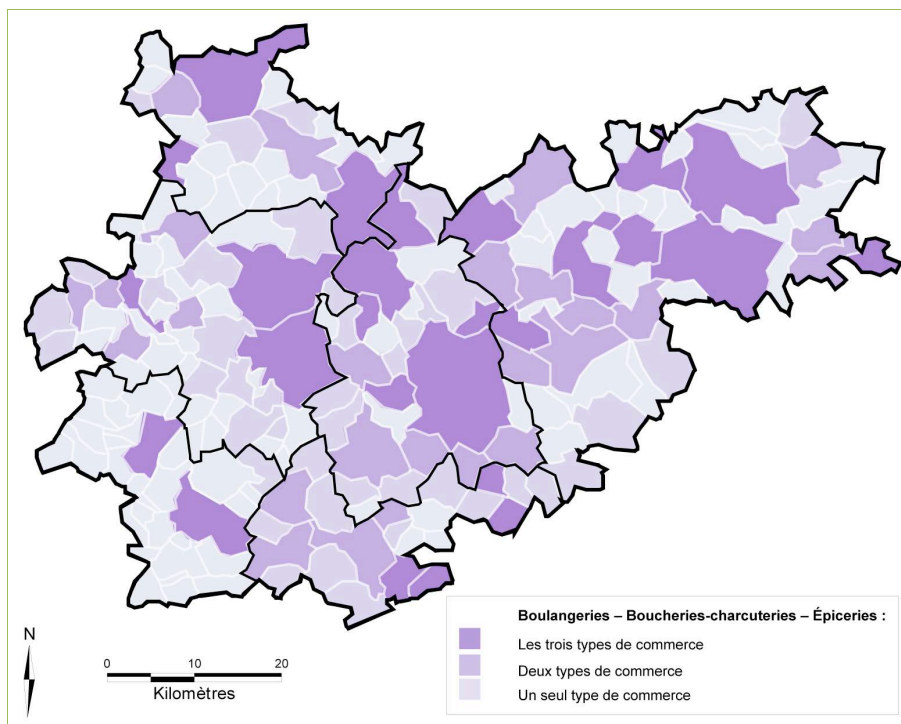 Boulangeries – Boucheries-charcuteries – Épiceries :
Les trois types de commerce
Deux types de commerce
Un seul type de commerce
N
0 10 20
Kilomètres